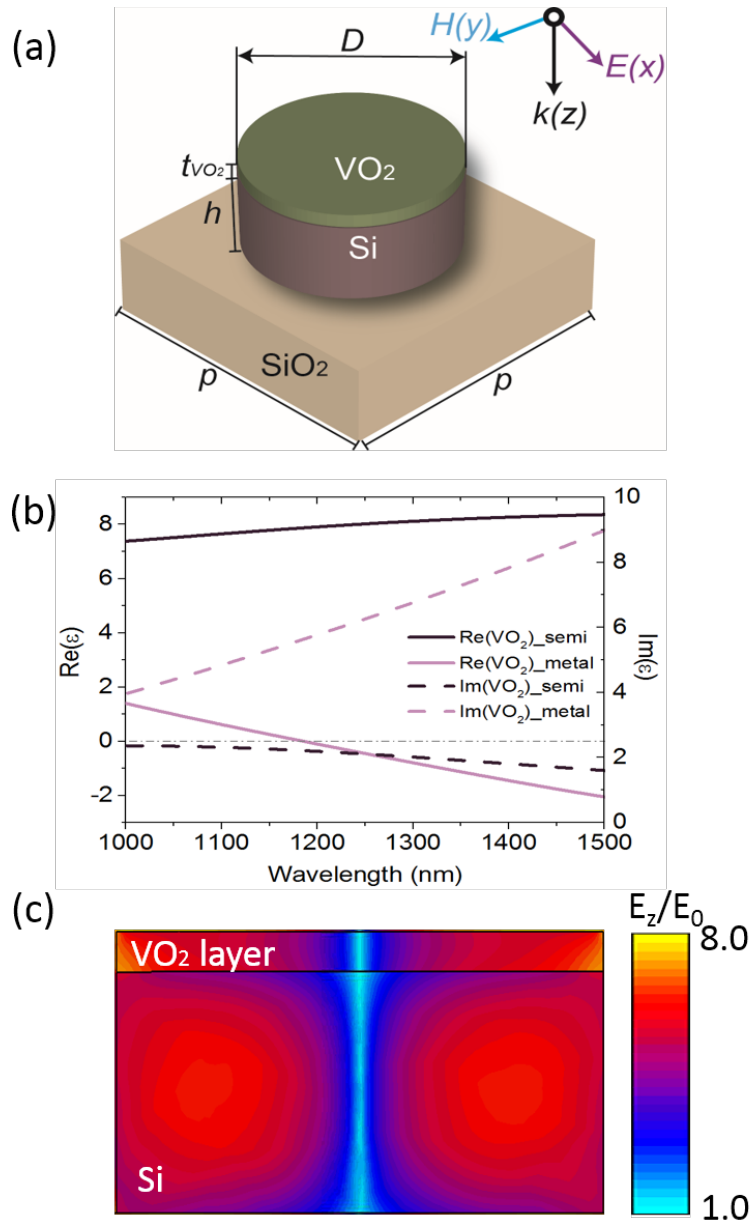 (a)
D
H(y)
E(x)
k(z)
tVO₂
VO₂
h
Si
SiO₂
p
p
(b)
8
6
4
2
0
-2
Re(ε)
10
8
6
4
2
0
Im(ε)
Re(VO₂)_semi
Re(VO₂)_metal
Im(VO₂)_semi
Im(VO₂)_metal
1000 1100 1200 1300 1400 1500
Wavelength (nm)
(c)
E_z/E_0
VO₂ layer
8.0
Si
1.0